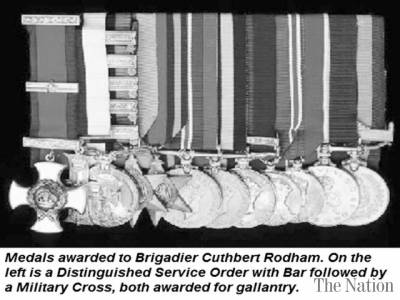 Medals awarded to Brigadier Cuthbert Rodham. On the
left is a Distinguished Service Order with Bar followed by
a Military Cross, both awarded for gallantry.
The Nation